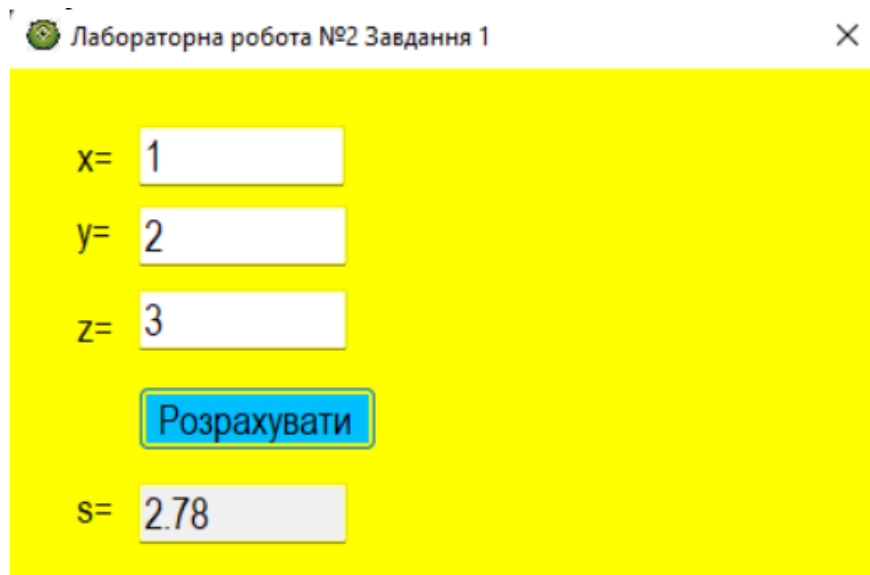 Лабораторна робота №2 Завдання 1
x= 1
y= 2
z= 3
Розрахувати
s= 2.78